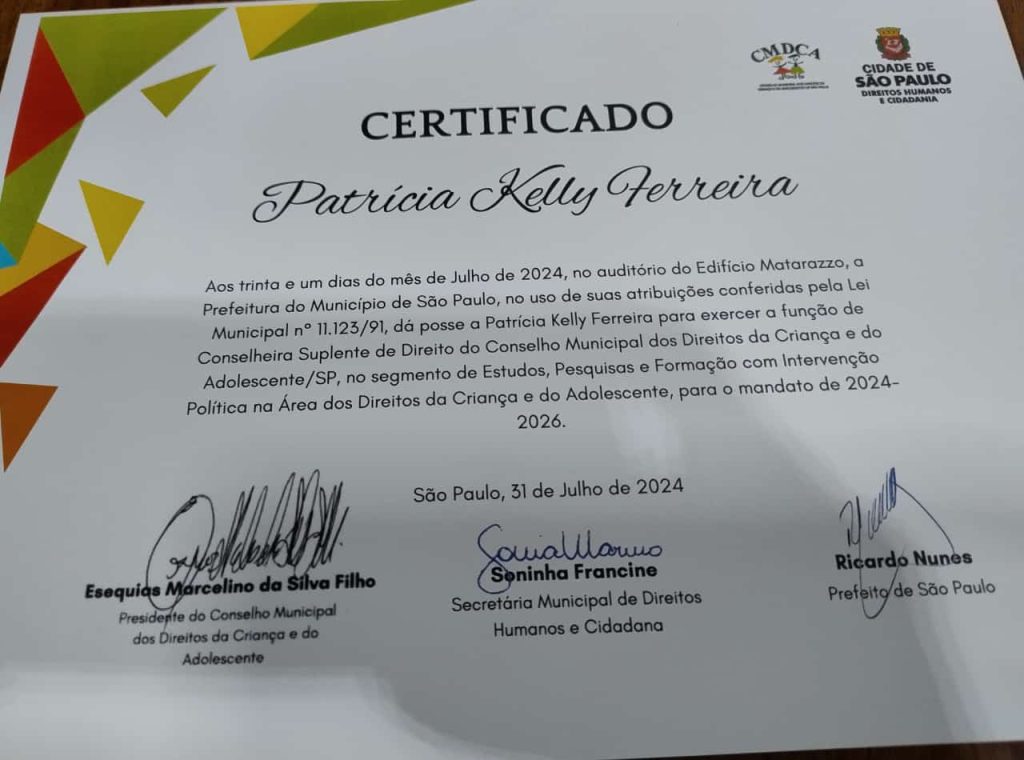 CMDCA
CIDADE DE
SÃO PAULO
DIREITOS HUMANOS
E CIDADANIA
CERTIFICADO
Patrícia Kelly Ferreira
Aos trinta e um dias do mês de Julho de 2024, no auditório do Edifício Matarazzo, a
Prefeitura do Município de São Paulo, no uso de suas atribuições conferidas pela Lei
Municipal nº 11.123/91, dá posse a Patrícia Kelly Ferreira para exercer a função de
Conselheira Suplente de Direito do Conselho Municipal dos Direitos da Criança e do
Adolescente/SP, no segmento de Estudos, Pesquisas e Formação com Intervenção
Política na Área dos Direitos da Criança e do Adolescente, para o mandato de 2024-
2026.
São Paulo, 31 de Julho de 2024
Esequias Marcelino da Silva Filho
Presidente do Conselho Municipal
dos Direitos da Criança e do
Adolescente
Soninha Francine
Secretária Municipal de Direitos
Humanos e Cidadana
Ricardo Nunes
Prefeito de São Paulo